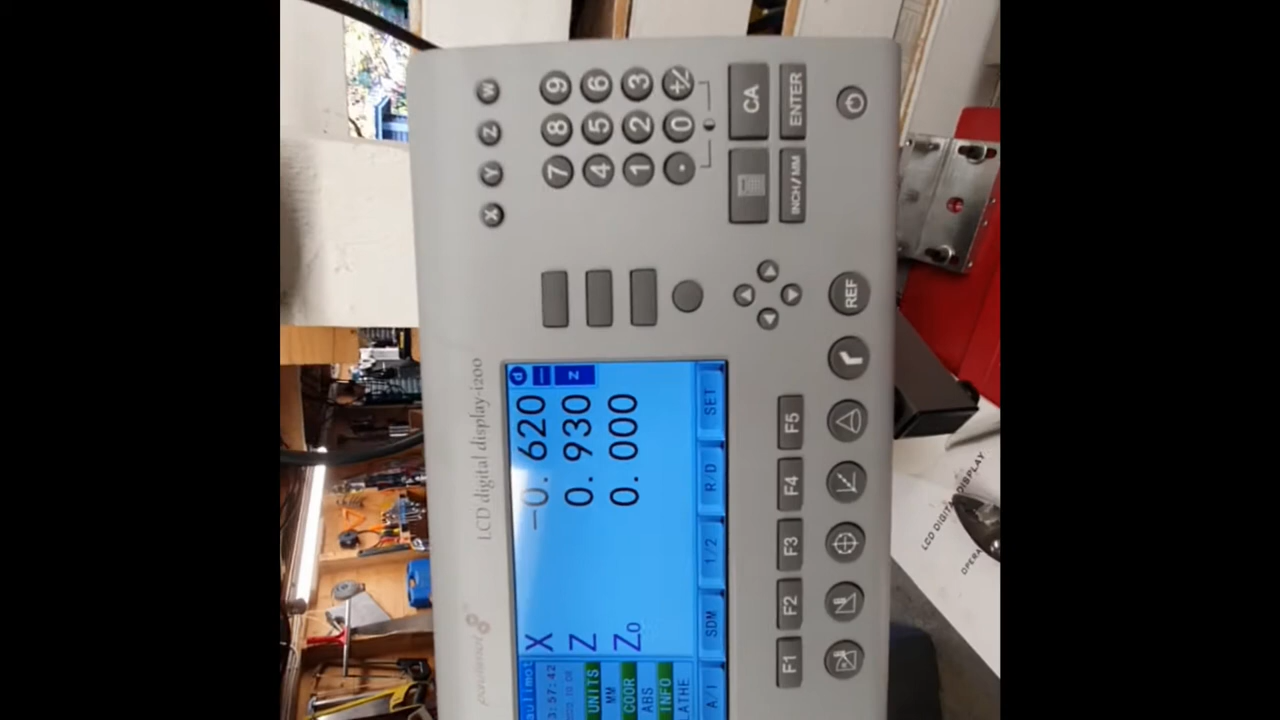 LCD digital display-i200
X -0.620 d
Z 0.930 Z
Z0 0.000
UNITS
MM
COOR
ABS
INFO
LATHE
A/I SDM 1/2 R/D SET
F1 F2 F3 F4 F5
REF
X Y Z W
7 8 9
4 5 6
1 2 3
. 0 +/-
CA
INCH/MM ENTER
LCD DIGITAL DISPLAY